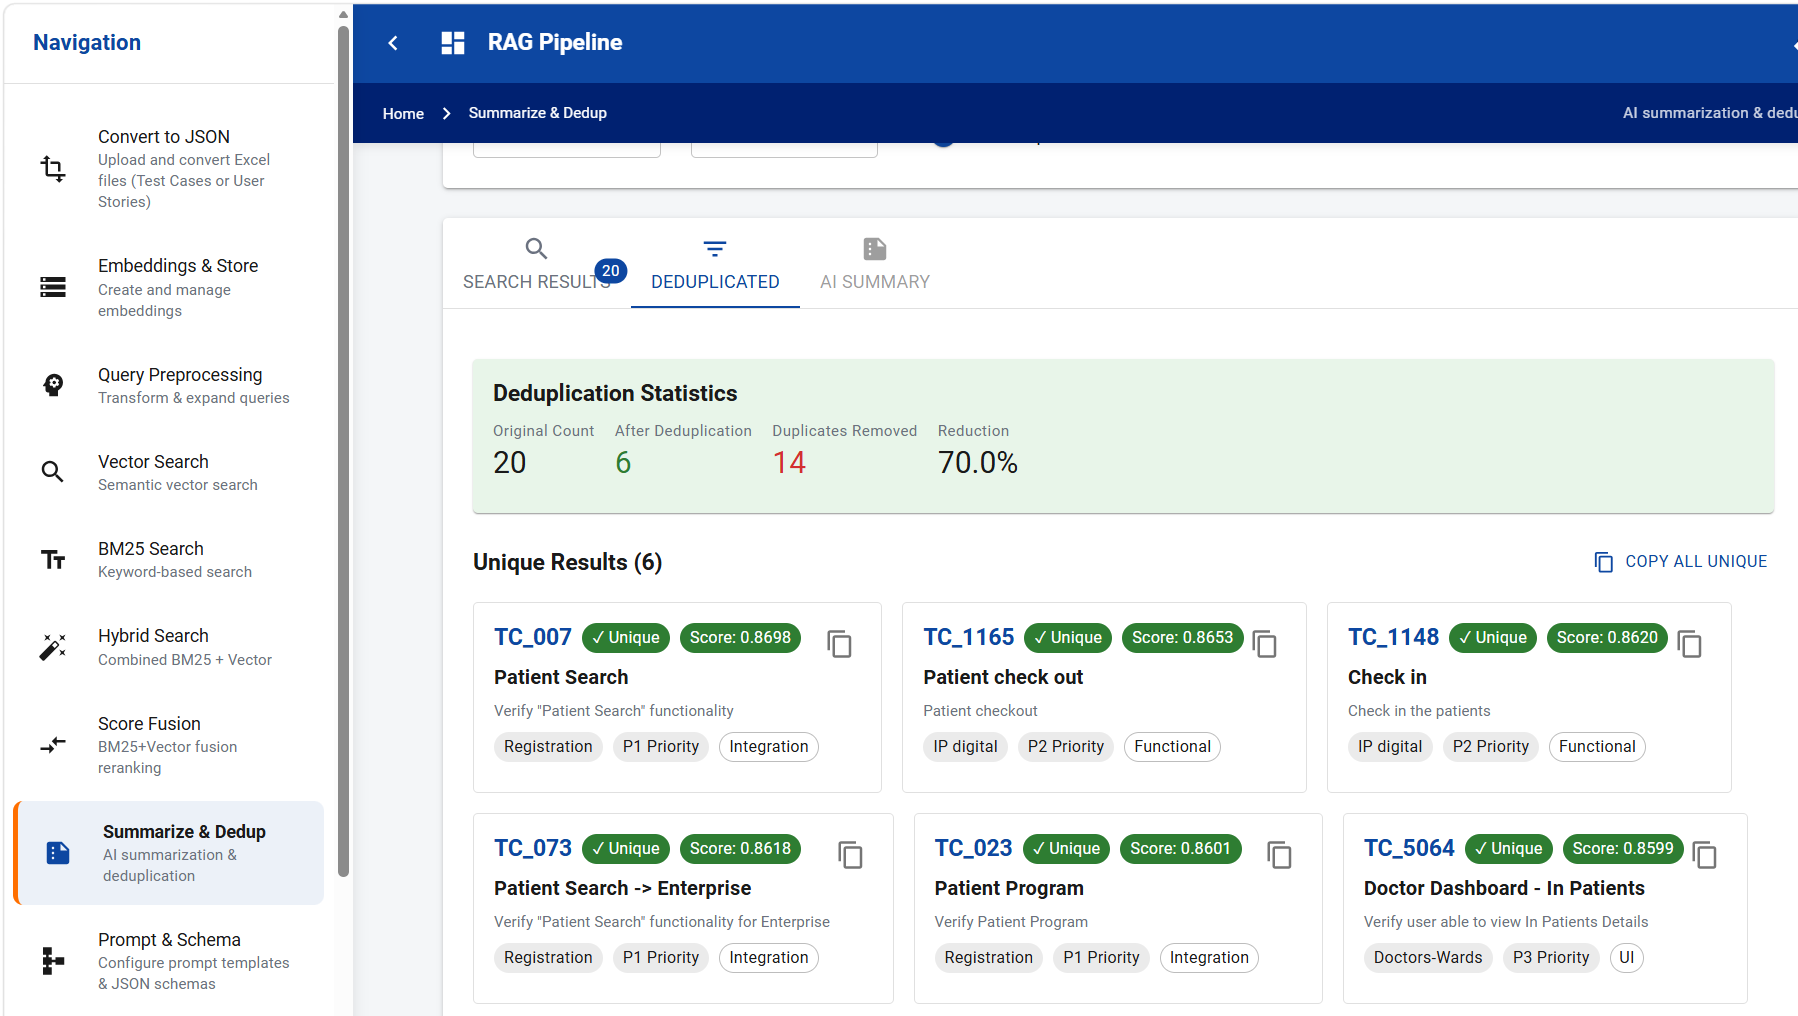 Navigation
Convert to JSON
Upload and convert Excel
files (Test Cases or User
Stories)
Embeddings & Store
Create and manage
embeddings
Query Preprocessing
Transform & expand queries
Vector Search
Semantic vector search
BM25 Search
Keyword-based search
Hybrid Search
Combined BM25 + Vector
Score Fusion
BM25+Vector fusion
reranking
Summarize & Dedup
AI summarization &
deduplication
Prompt & Schema
Configure prompt templates
& JSON schemas
RAG Pipeline
Home
Summarize & Dedup
AI summarization & dedu
SEARCH RESULTS
20
DEDUPLICATED
AI SUMMARY
Deduplication Statistics
Original Count
20
After Deduplication
6
Duplicates Removed
14
Reduction
70.0%
Unique Results (6)
COPY ALL UNIQUE
TC_007 ✓ Unique Score: 0.8698
Patient Search
Verify "Patient Search" functionality
Registration P1 Priority Integration
TC_1165 ✓ Unique Score: 0.8653
Patient check out
Patient checkout
IP digital P2 Priority Functional
TC_1148 ✓ Unique Score: 0.8620
Check in
Check in the patients
IP digital P2 Priority Functional
TC_073 ✓ Unique Score: 0.8618
Patient Search -> Enterprise
Verify "Patient Search" functionality for Enterprise
Registration P1 Priority Integration
TC_023 ✓ Unique Score: 0.8601
Patient Program
Verify Patient Program
Registration P1 Priority Integration
TC_5064 ✓ Unique Score: 0.8599
Doctor Dashboard - In Patients
Verify user able to view In Patients Details
Doctors-Wards P3 Priority UI